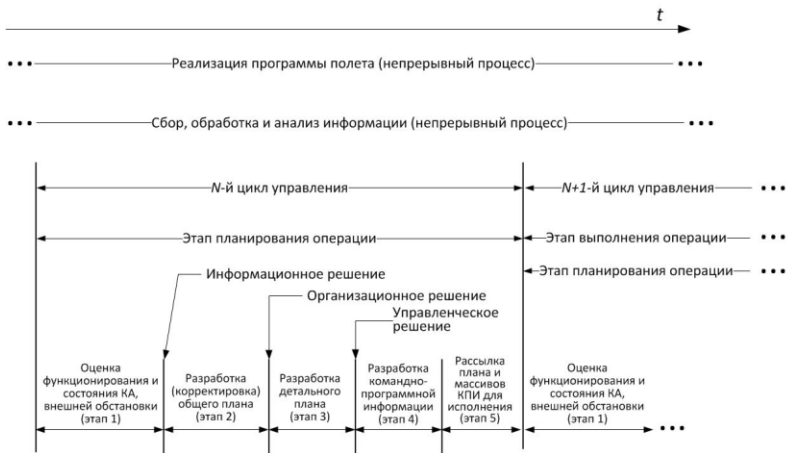 t
••• Реализация программы полета (непрерывный процесс) •••
••• Сбор, обработка и анализ информации (непрерывный процесс) •••
N-й цикл управления
N+1-й цикл управления •••
Этап планирования операции
Этап выполнения операции •••
Этап планирования операции •••
Информационное решение
Организационное решение
Управленческое
решение
Оценка
функционирования и
состояния КА,
внешней обстановки
(этап 1)
Разработка
(корректировка)
общего плана
(этап 2)
Разработка
детального
плана
(этап 3)
Разработка
командно-
программной
информации
(этап 4)
Рассылка
плана и
массивов
КПИ для
исполнения
(этап 5)
Оценка
функционирования и
состояния КА,
внешней обстановки
(этап 1)
•••